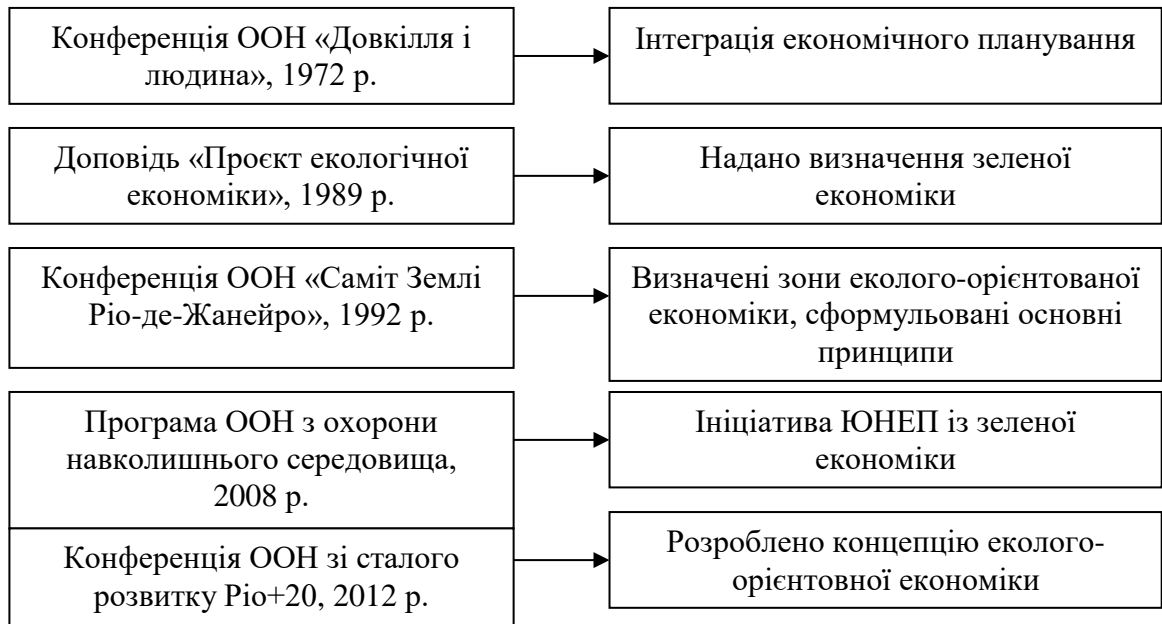 Конференція ООН «Довкілля і
людина», 1972 р.
Інтеграція економічного планування
Доповідь «Проєкт екологічної
економіки», 1989 р.
Надано визначення зеленої
економіки
Конференція ООН «Саміт Землі
Ріо-де-Жанейро», 1992 р.
Визначені зони еколого-орієнтованої
економіки, сформульовані основні
принципи
Програма ООН з охорони
навколишнього середовища,
2008 р.
Ініціатива ЮНЕП із зеленої
економіки
Конференція ООН зі сталого
розвитку Ріо+20, 2012 р.
Розроблено концепцію еколого-
орієнтовної економіки